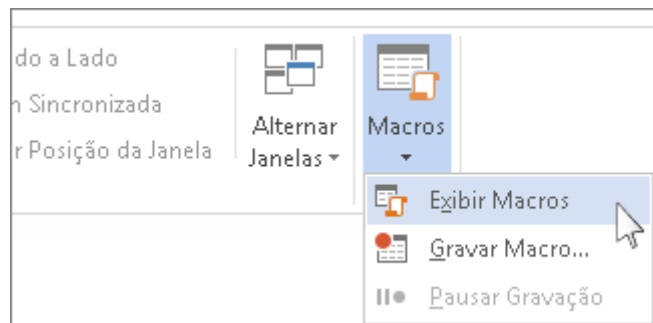 do a Lado
Sincronizada
r Posição da Janela
Alternar
Janelas
Macros
Exibir Macros
Gravar Macro...
Pausar Gravação